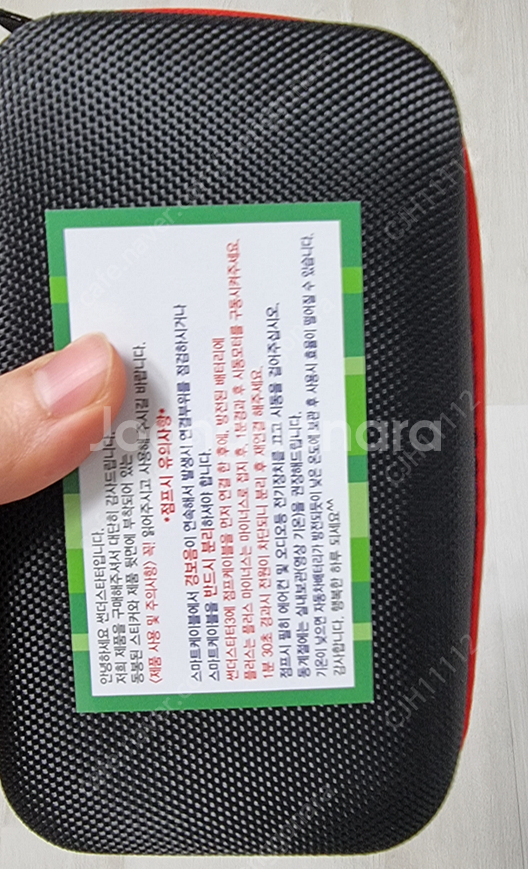 안녕하세요 썬더스타터입니다.
저희 제품을 구매해주셔서 대단히 감사드립니다.
동봉된 스티커와 제품 뒷면에 부착되어 있는
<제품 사용 및 주의사항> 꼭! 읽어주시고 사용해주시길 바랍니다.
*점프시 유의사항*
스마트케이블에서 경보음이 연속해서 발생시 연결부위를 점검하시거나
스마트케이블을 반드시 분리하셔야 합니다.
썬더스타터3에 점프케이블을 먼저 연결 한 후에, 방전된 배터리에
플러스는 플러스 마이너스는 마이너스로 접지 후, 1분경과 후 시동모터를 구동시켜주세요.
1분 30초 경과시 전원이 차단되니 분리 후 재연결 해주세요.
점프시 필히 에어컨 및 오디오등 전기장치를 끄고 시동을 걸어주십시오.
동계절에는 실내보관(영상 기온)을 권장해드립니다.
기온이 낮으면 자동차배터리가 방전되듯이 낮은 온도에 보관 후 사용시 효율이 떨어질 수 있습니다.
감사합니다. 행복한 하루 되세요^^
Joonggonara
cafe.naver.
CJH11112
CJH11112
CJH11112